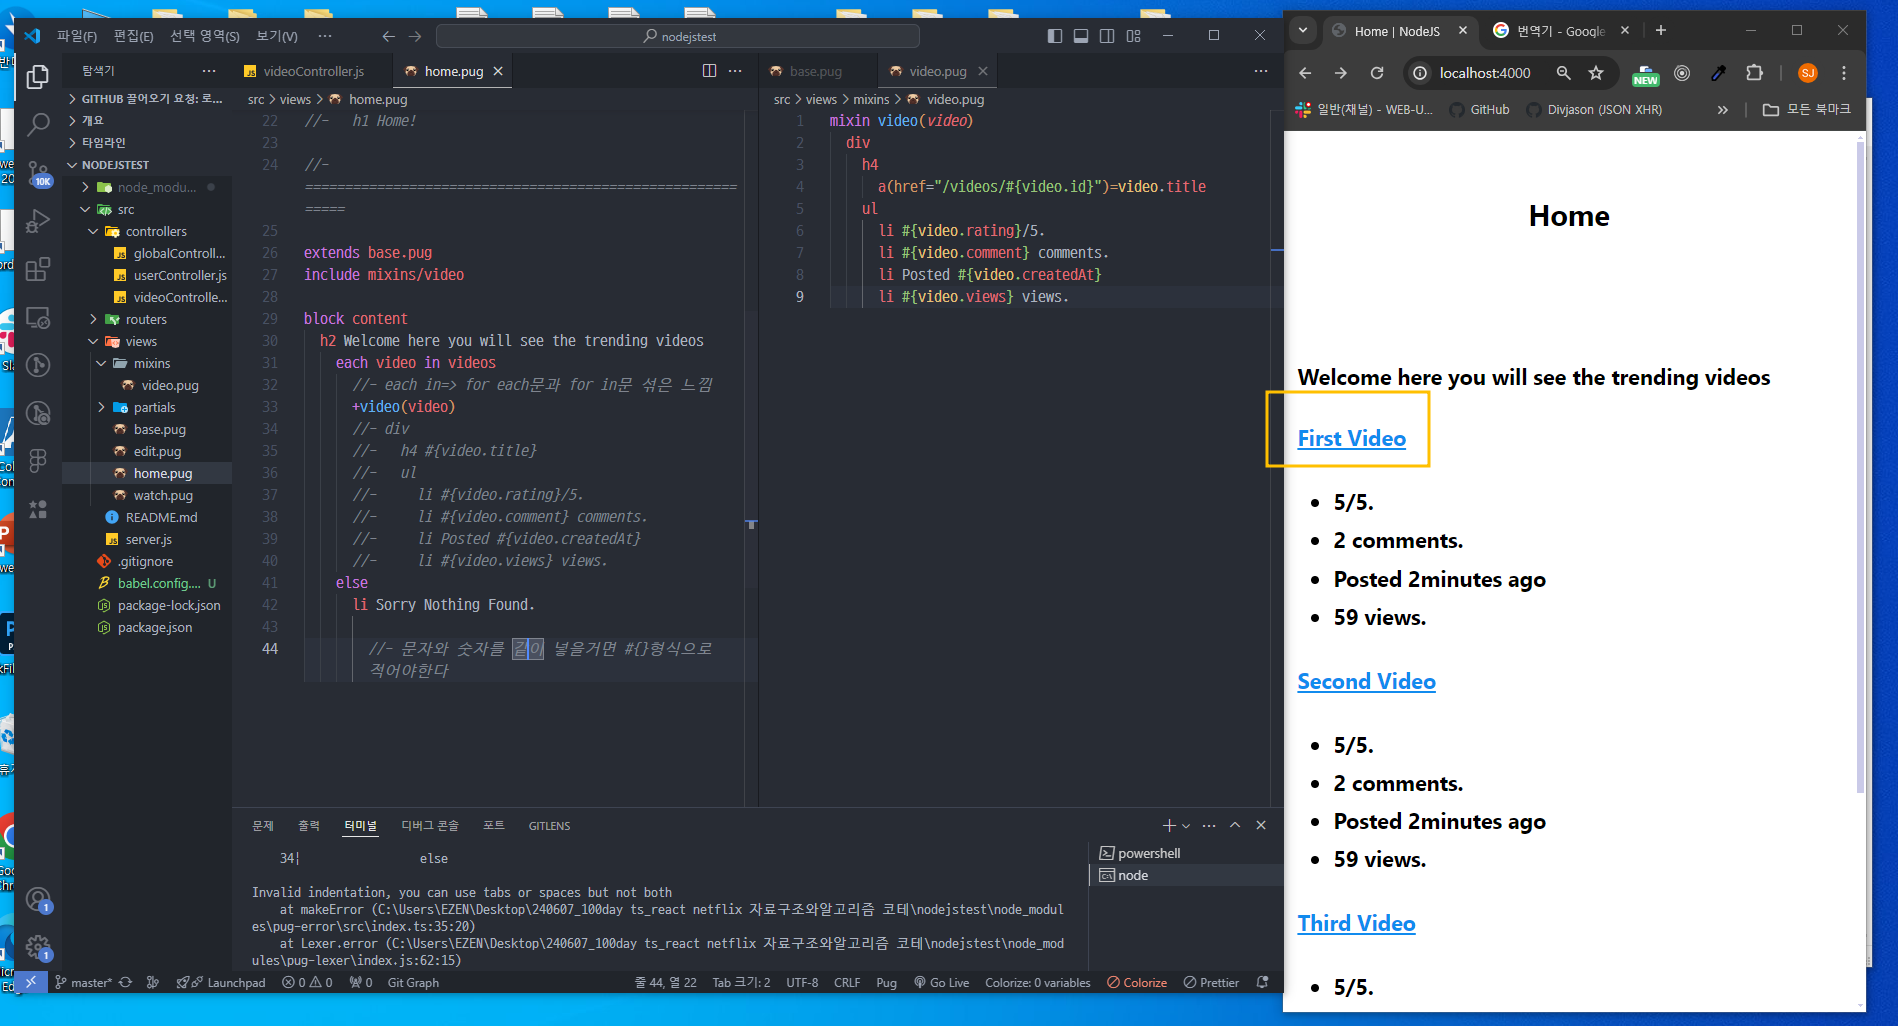 파일(F) 편집(E) 선택 영역(S) 보기(V) ··· nodejstest
탐색기 ···
GITHUB 끌어오기 요청: 로...
개요
타임라인
NODEJSTEST
node_modu...
src
controllers
globalControll...
userController.js
videoControlle...
routers
views
mixins
video.pug
partials
base.pug
edit.pug
home.pug
watch.pug
README.md
server.js
.gitignore
babel.config.... U
package-lock.json
package.json
10K
1
1
videoController.js home.pug
src > views > home.pug
22 //- h1 Home!
23
24 //-
======================================================
=====
25
26 extends base.pug
27 include mixins/video
28
29 block content
30 h2 Welcome here you will see the trending videos
31 each video in videos
32 //- each in=> for each문과 for in문 섞은 느낌
33 +video(video)
34 //- div
35 //- h4 #{video.title}
36 //- ul
37 //- li #{video.rating}/5.
38 //- li #{video.comment} comments.
39 //- li Posted #{video.createdAt}
40 //- li #{video.views} views.
41 else
42 li Sorry Nothing Found.
43
44 //- 문자와 숫자를 같이 넣을거면 #{}형식으로
적어야한다
base.pug video.pug
src > views > mixins > video.pug
1 mixin video(video)
2 div
3 h4
4 a(href="/videos/#{video.id}")=video.title
5 ul
6 li #{video.rating}/5.
7 li #{video.comment} comments.
8 li Posted #{video.createdAt}
9 li #{video.views} views.
문제 출력 터미널 디버그 콘솔 포트 GITLENS
34| else
Invalid indentation, you can use tabs or spaces but not both
at makeError (C:\Users\EZEN\Desktop\240607_100day ts_react netflix 자료구조와알고리즘 코테\nodejstest\node_modul
es\pug-error\src\index.ts:35:20)
at Lexer.error (C:\Users\EZEN\Desktop\240607_100day ts_react netflix 자료구조와알고리즘 코테\nodejstest\node_mod
ules\pug-lexer\index.js:62:15)
powershell
node
master* Launchpad 0 0 0 Git Graph 줄 44, 열 22 Tab 크기: 2 UTF-8 CRLF Pug Go Live Colorize: 0 variables Colorize Prettier
Home | NodeJS 번역기 - Google
localhost:4000 NEW SJ
일반(채널) - WEB-U... GitHub Divjason (JSON XHR) » 모든 북마크
Home
Welcome here you will see the trending videos
First Video
5/5.
2 comments.
Posted 2minutes ago
59 views.
Second Video
5/5.
2 comments.
Posted 2minutes ago
59 views.
Third Video
5/5.